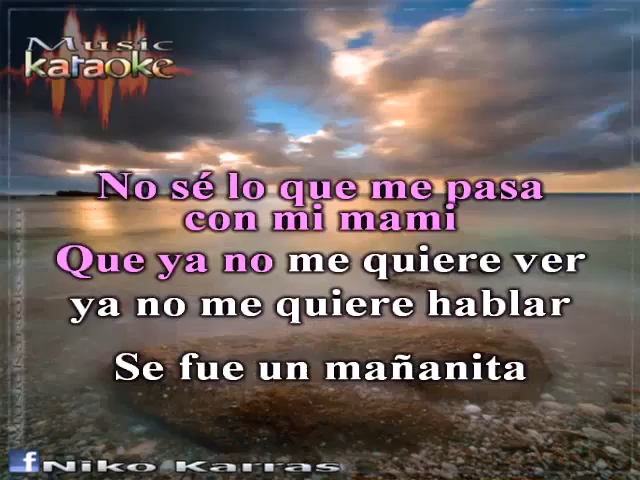 Music
karaoke
No sé lo que me pasa
con mi mami
Que ya no me quiere ver
ya no me quiere hablar
Se fue un mañanita
f Niko Karras